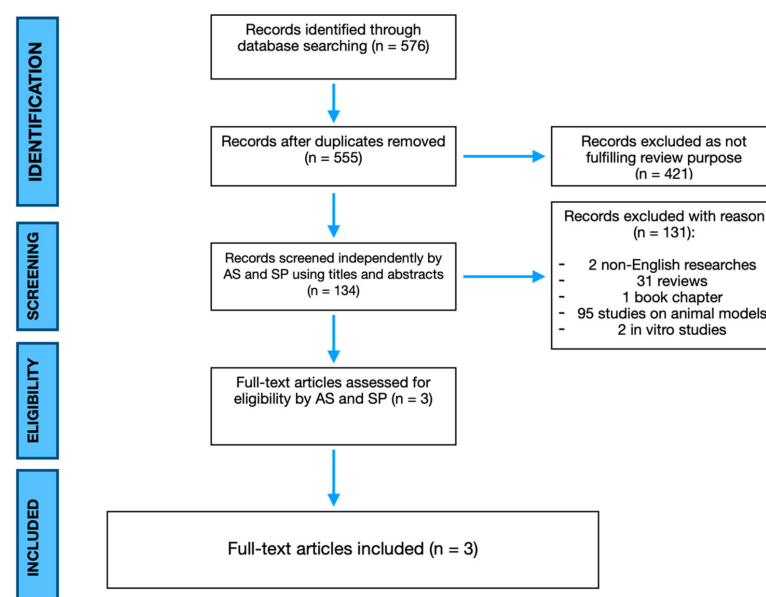 IDENTIFICATION
Records identified through
database searching (n = 576)
Records after duplicates removed
(n = 555)
Records excluded as not
fulfilling review purpose
(n = 421)
SCREENING
Records screened independently by
AS and SP using titles and abstracts
(n = 134)
Records excluded with reason
(n = 131):
- 2 non-English researches
- 31 reviews
- 1 book chapter
- 95 studies on animal models
- 2 in vitro studies
ELIGIBILITY
Full-text articles assessed for
eligibility by AS and SP (n = 3)
INCLUDED
Full-text articles included (n = 3)